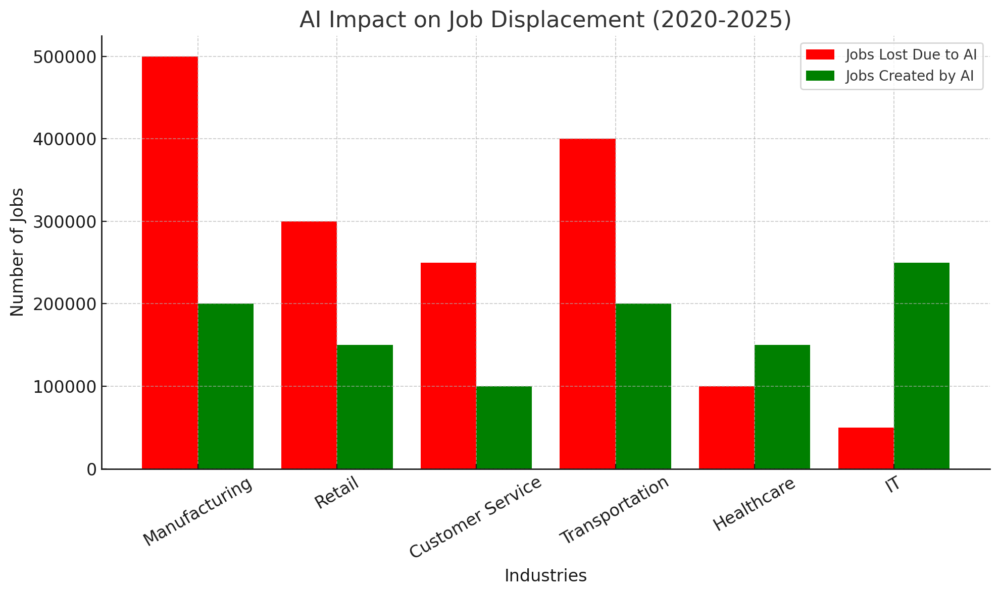 AI Impact on Job Displacement (2020-2025)
Jobs Lost Due to AI
Jobs Created by AI
Number of Jobs
500000
400000
300000
200000
100000
0
Manufacturing
Retail
Customer Service
Transportation
Healthcare
IT
Industries